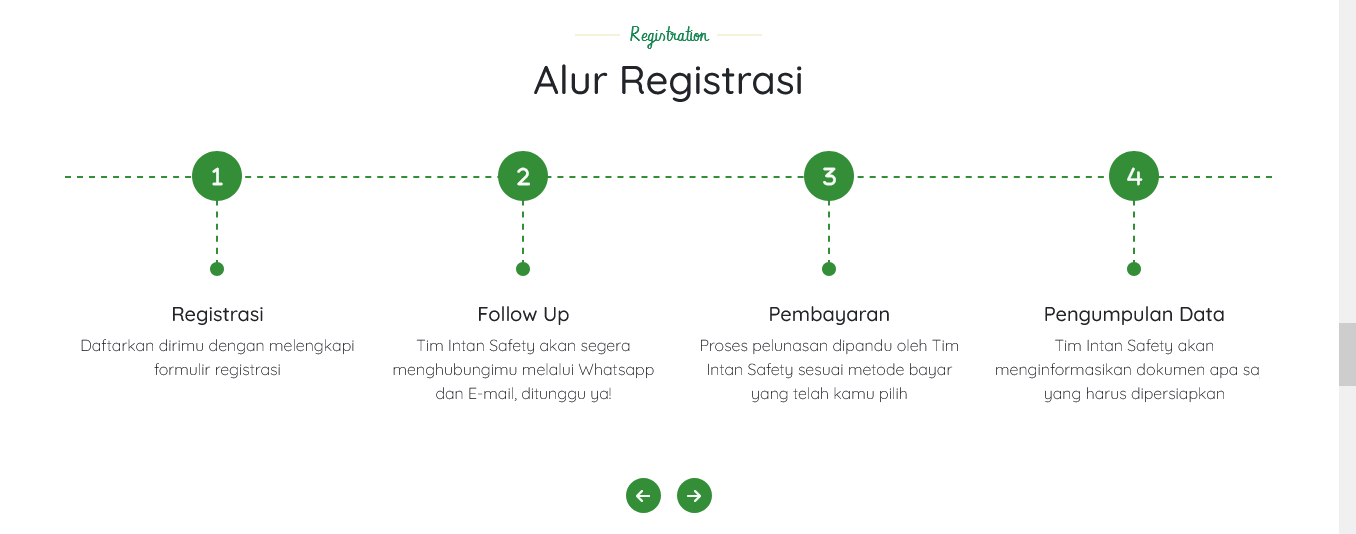 Registration
Alur Registrasi
1
2
3
4
Registrasi
Daftarkan dirimu dengan melengkapi
formulir registrasi
Follow Up
Tim Intan Safety akan segera
menghubungimu melalui Whatsapp
dan E-mail, ditunggu ya!
Pembayaran
Proses pelunasan dipandu oleh Tim
Intan Safety sesuai metode bayar
yang telah kamu pilih
Pengumpulan Data
Tim Intan Safety akan
menginformasikan dokumen apa sa
yang harus dipersiapkan